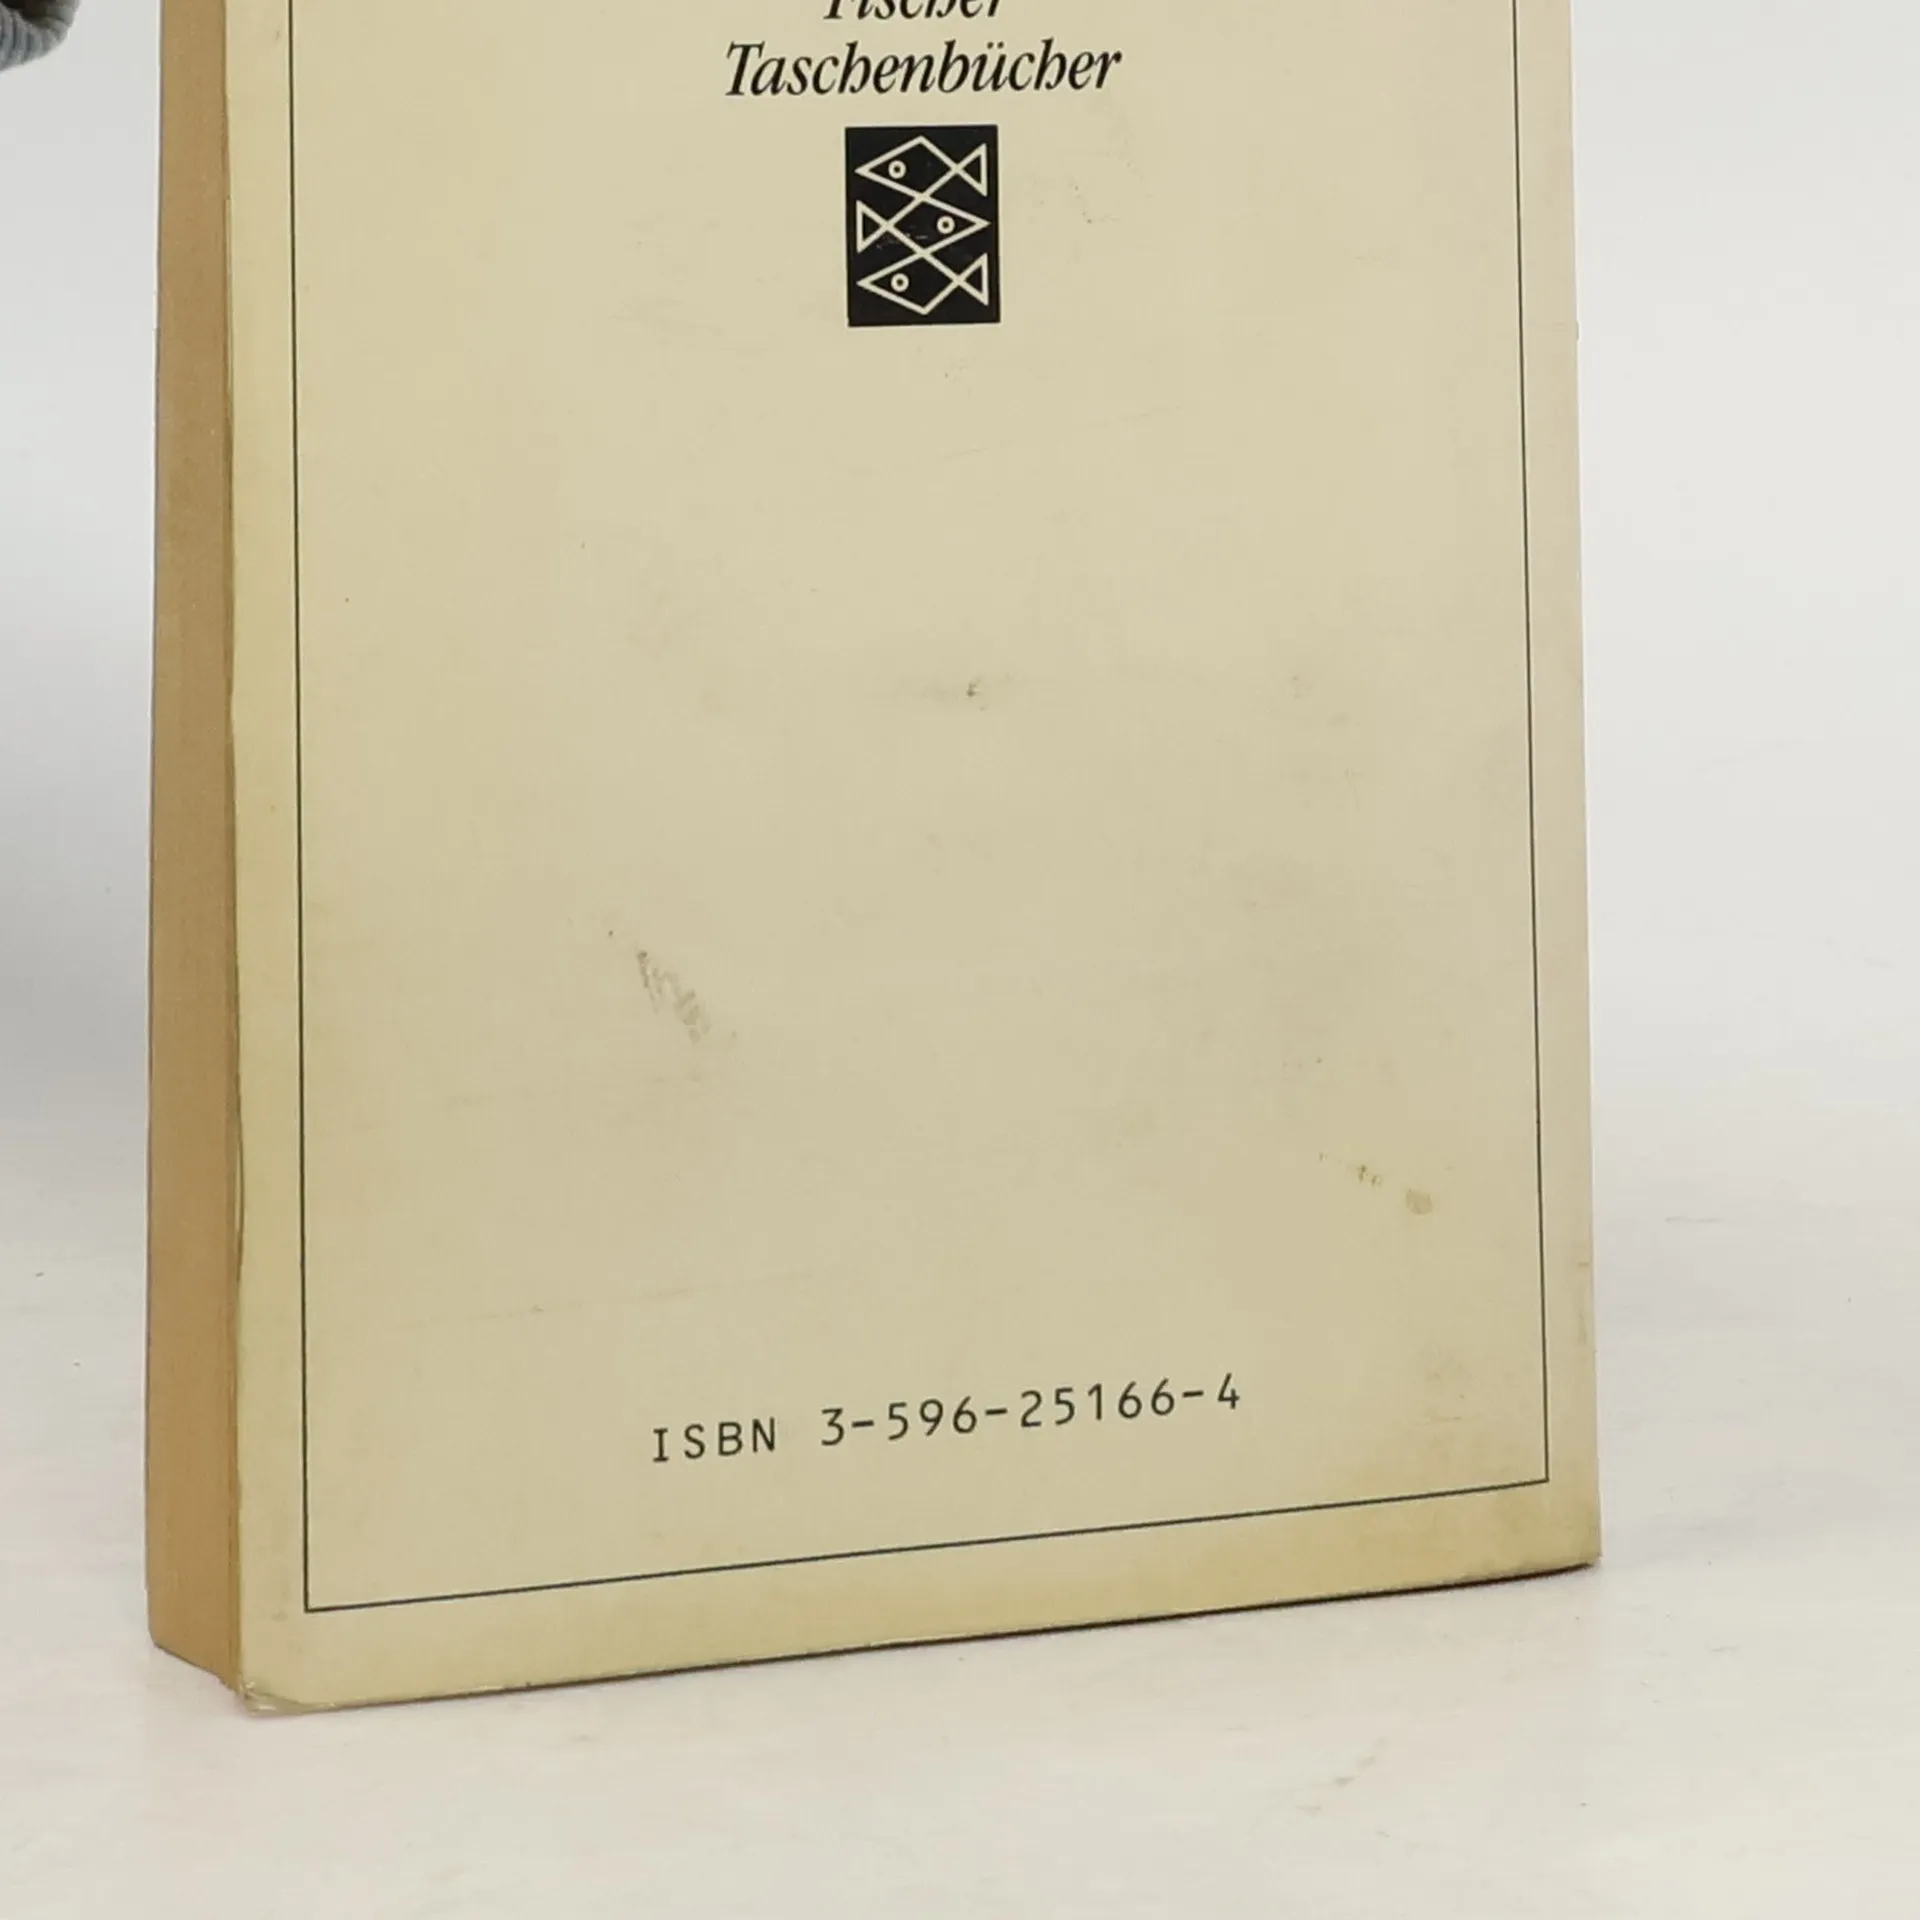 Fischer
Taschenbücher
ISBN 3-596-25166-4